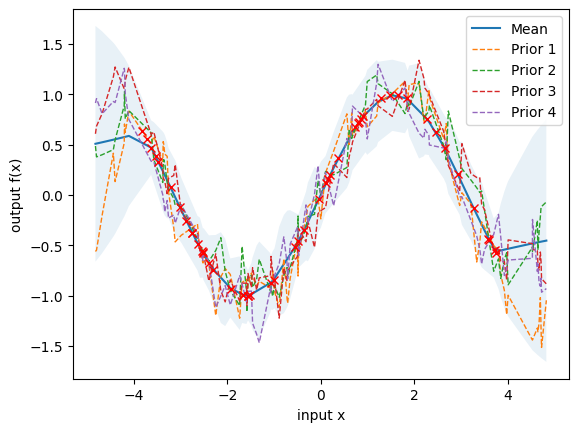 Mean
Prior 1
Prior 2
Prior 3
Prior 4
1.5
1.0
0.5
0.0
−0.5
−1.0
−1.5
output f(x)
−4
−2
0
2
4
input x